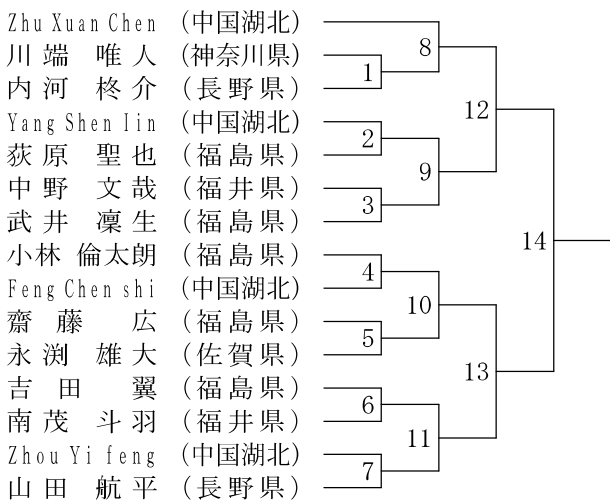 Zhu Xuan Chen (中国湖北)
川端 唯人 (神奈川県)
内河 柊介 (長野県)
Yang Shen Iin (中国湖北)
荻原 聖也 (福島県)
中野 文哉 (福井県)
武井 凜生 (福島県)
小林 倫太朗 (福島県)
Feng Chen shi (中国湖北)
齋藤 広 (福島県)
永渕 雄大 (佐賀県)
吉田 翼 (福島県)
南茂 斗羽 (福井県)
Zhou Yi feng (中国湖北)
山田 航平 (長野県)
8
1
12
2
9
3
14
4
10
5
13
6
11
7